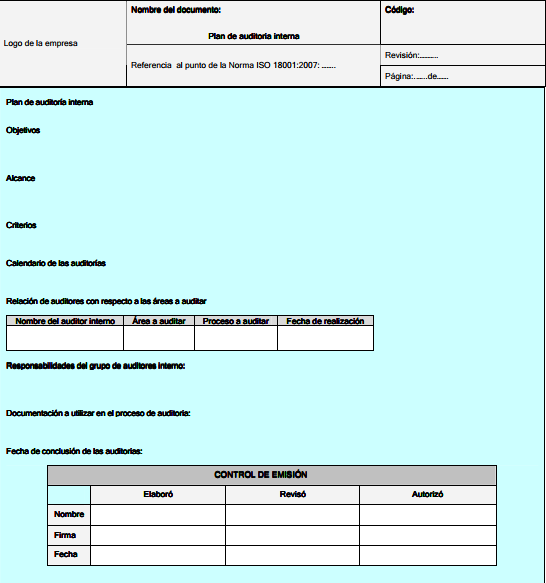 Logo de la empresa
Nombre del documento:
Plan de auditoria interna
Código:
Referencia al punto de la Norma ISO 18001:2007: ......
Revisión:.........
Página:......de......
Plan de auditoría interna
Objetivos
Alcance
Criterios
Calendario de las auditorías
Relación de auditores con respecto a las áreas a auditar
Nombre del auditor interno Área a auditar Proceso a auditar Fecha de realización
Responsabilidades del grupo de auditores interno:
Documentación a utilizar en el proceso de auditoria:
Fecha de conclusión de las auditorias:
CONTROL DE EMISIÓN
Elaboró Revisó Autorizó
Nombre
Firma
Fecha